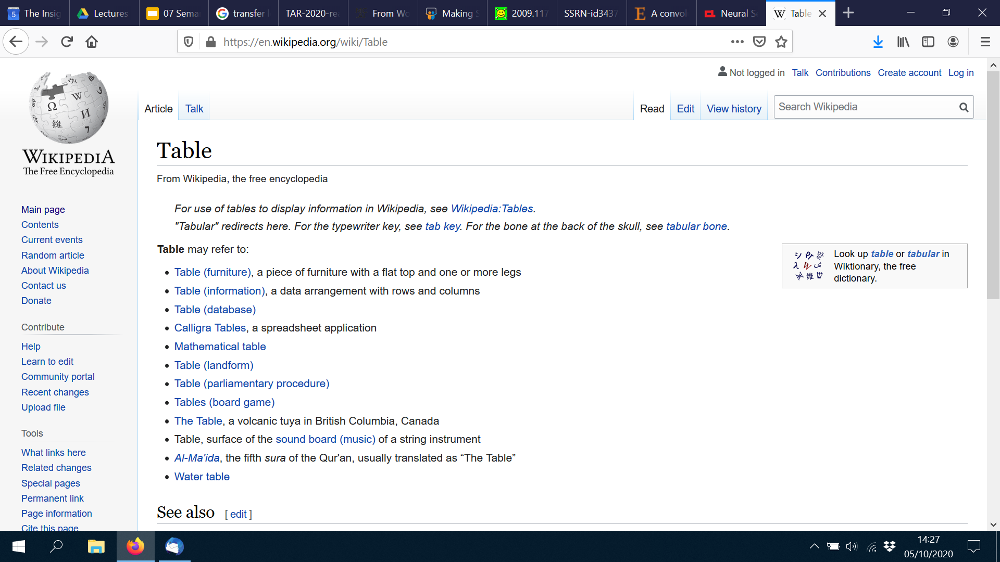 The Insig
Lectures
07 Sema
transfer l
TAR-2020-rea
From Wo
Making S
2009.117
SSRN-id3437
A convol
Neural Se
Table
https://en.wikipedia.org/wiki/Table
Not logged in Talk Contributions Create account Log in
Article Talk Read Edit View history Search Wikipedia
WIKIPEDIA
The Free Encyclopedia
Main page
Contents
Current events
Random article
About Wikipedia
Contact us
Donate
Contribute
Help
Learn to edit
Community portal
Recent changes
Upload file
Tools
What links here
Related changes
Special pages
Permanent link
Page information
Cite this page
Table
From Wikipedia, the free encyclopedia
For use of tables to display information in Wikipedia, see Wikipedia:Tables.
"Tabular" redirects here. For the typewriter key, see tab key. For the bone at the back of the skull, see tabular bone.
Table may refer to:
Table (furniture), a piece of furniture with a flat top and one or more legs
Table (information), a data arrangement with rows and columns
Table (database)
Calligra Tables, a spreadsheet application
Mathematical table
Table (landform)
Table (parliamentary procedure)
Tables (board game)
The Table, a volcanic tuya in British Columbia, Canada
Table, surface of the sound board (music) of a string instrument
Al-Ma'ida, the fifth sura of the Qur'an, usually translated as “The Table”
Water table
Look up table or tabular in
Wiktionary, the free
dictionary.
See also [ edit ]
14:27
05/10/2020